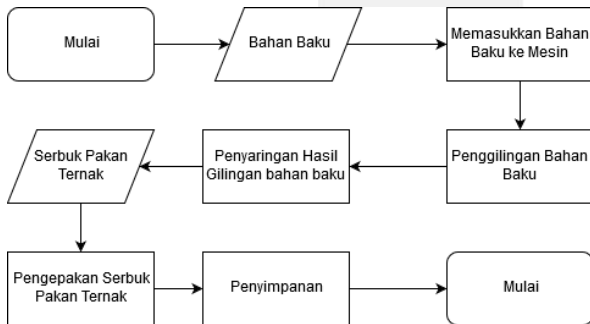 Mulai
Bahan Baku
Memasukkan Bahan
Baku ke Mesin
Penggilingan Bahan
Baku
Penyaringan Hasil
Gilingan bahan baku
Serbuk Pakan
Ternak
Pengepakan Serbuk
Pakan Ternak
Penyimpanan
Mulai